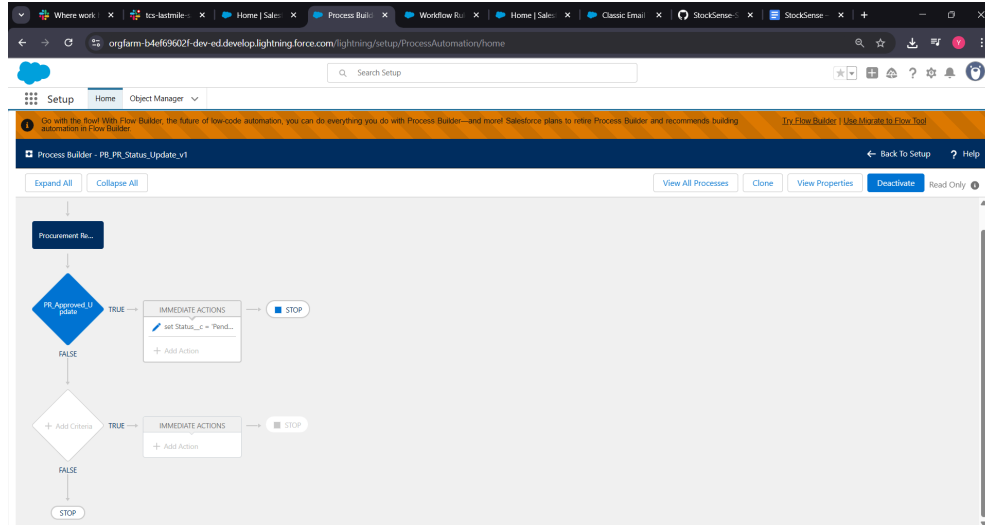 Where work
tcs-lastmile-s
Home | Sales
Process Build
Workflow Rul
Home | Sales
Classic Email
StockSense-S
StockSense -
orgfarm-b4ef69602f-dev-ed.develop.lightning.force.com/lightning/setup/ProcessAutomation/home
Y
Search Setup
Setup
Home
Object Manager
Go with the flow! With Flow Builder, the future of low-code automation, you can do everything you do with Process Builder—and more! Salesforce plans to retire Process Builder and recommends building
automation in Flow Builder.
Try Flow Builder | Use Migrate to Flow Tool
Process Builder - PB_PR_Status_Update_v1
Back To Setup
? Help
Expand All
Collapse All
View All Processes
Clone
View Properties
Deactivate
Read Only
Procurement Re...
PR_Approved_U
pdate
TRUE
IMMEDIATE ACTIONS
STOP
set Status__c = 'Pend...
+ Add Action
FALSE
+ Add Criteria
TRUE
IMMEDIATE ACTIONS
STOP
+ Add Action
FALSE
STOP